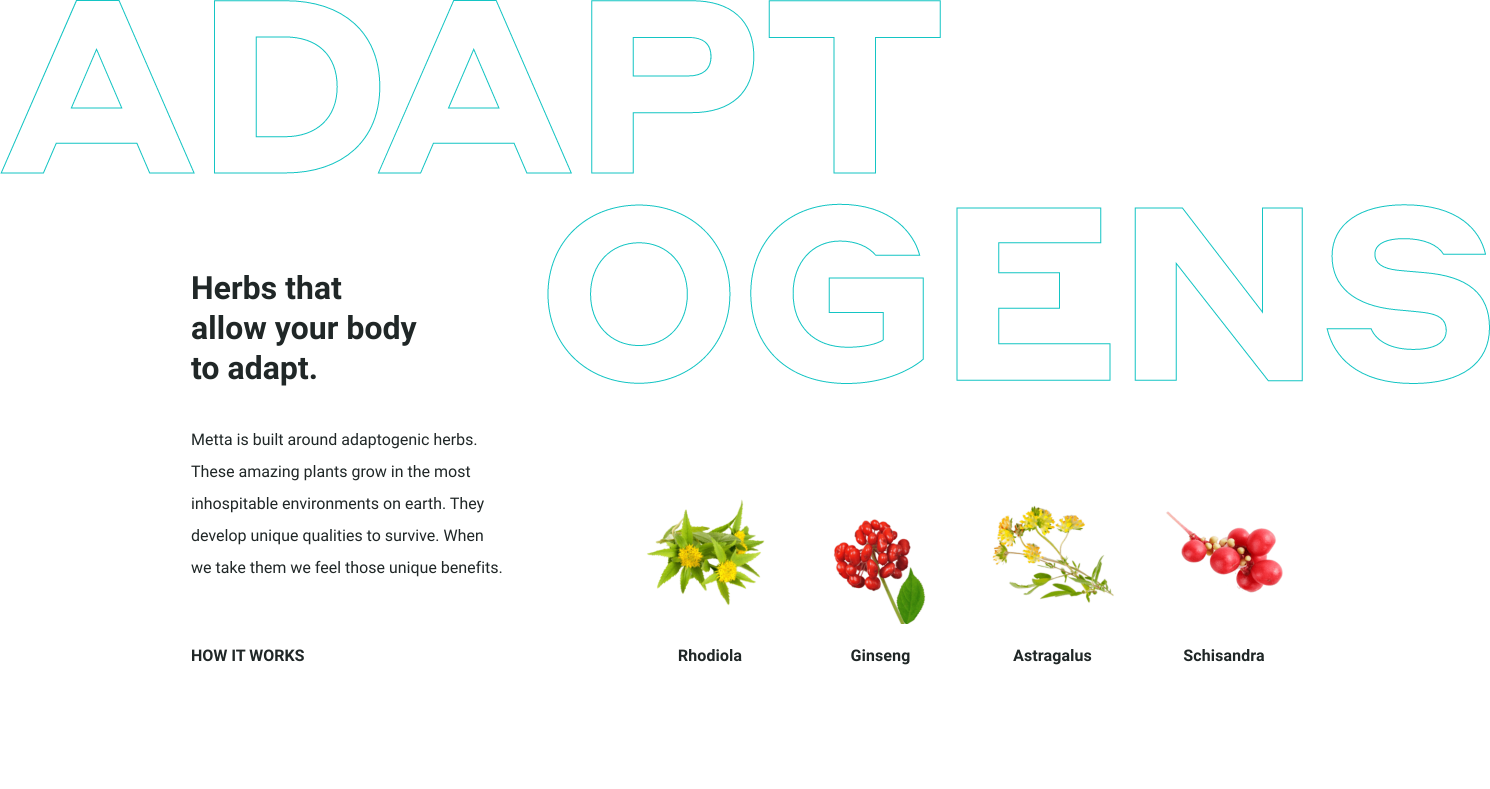 ADAPT
OGENS
Herbs that
allow your body
to adapt.
Metta is built around adaptogenic herbs.
These amazing plants grow in the most
inhospitable environments on earth. They
develop unique qualities to survive. When
we take them we feel those unique benefits.
HOW IT WORKS
Rhodiola
Ginseng
Astragalus
Schisandra